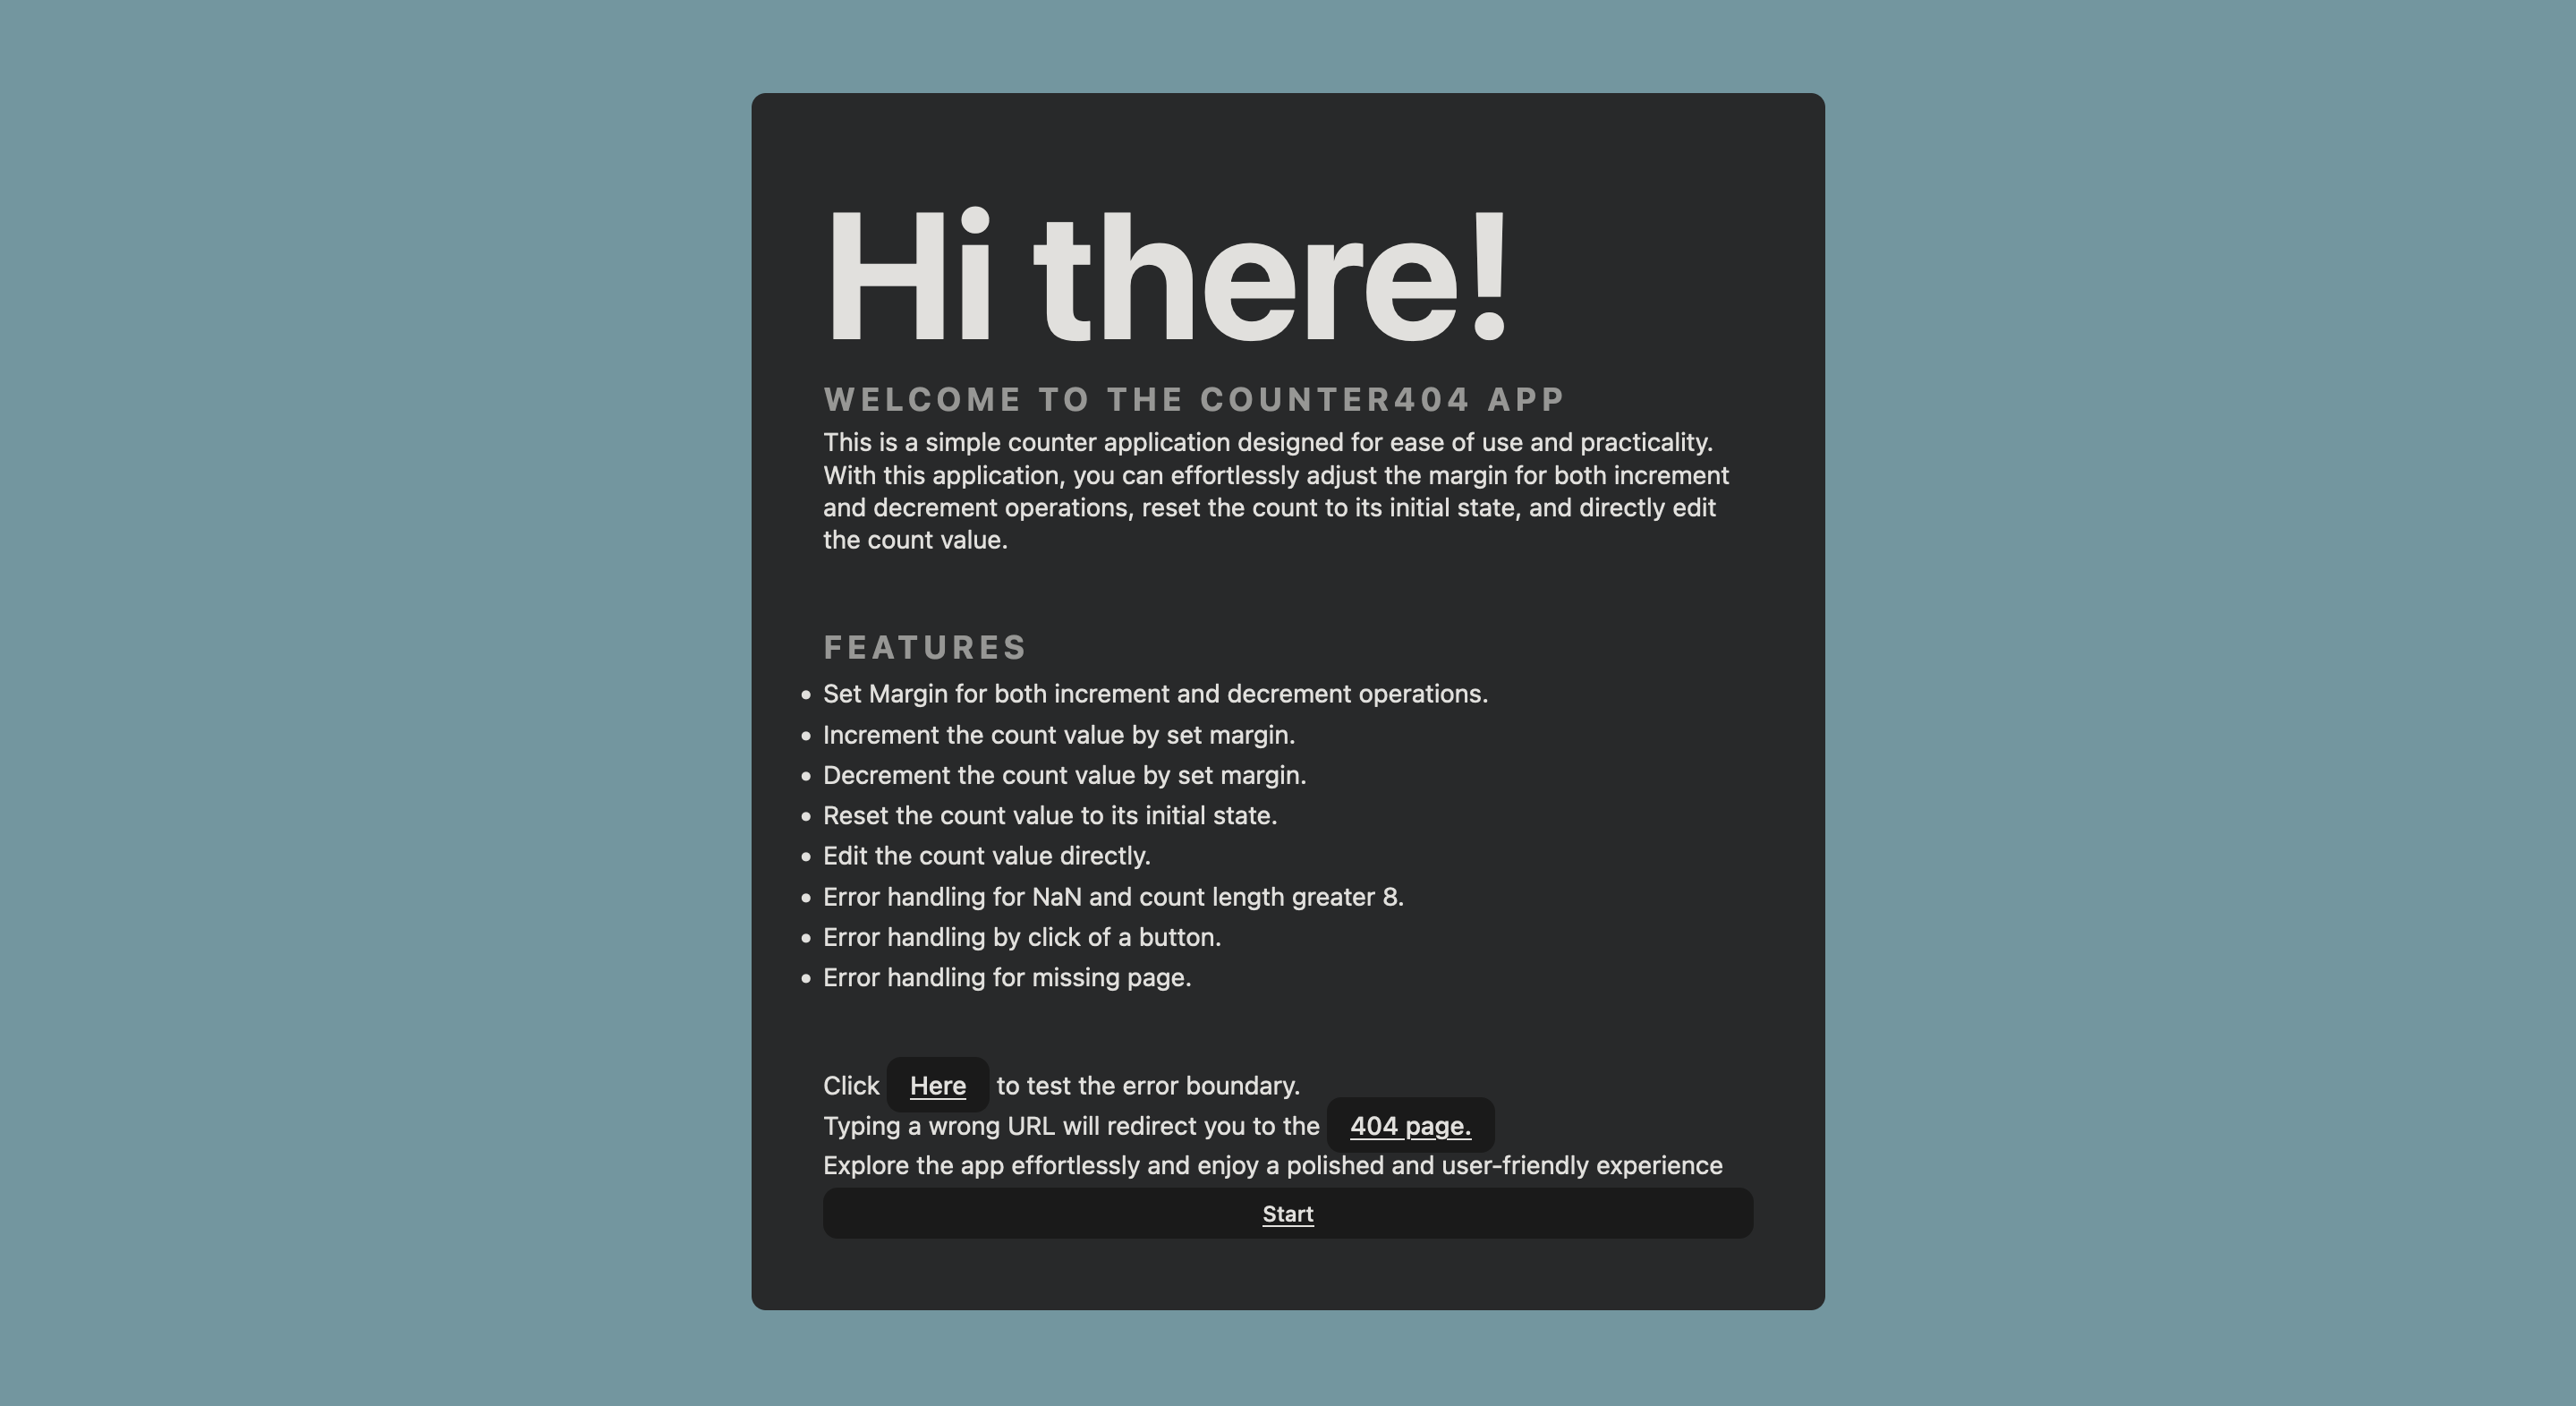 Hi there!
WELCOME TO THE COUNTER404 APP
This is a simple counter application designed for ease of use and practicality.
With this application, you can effortlessly adjust the margin for both increment
and decrement operations, reset the count to its initial state, and directly edit
the count value.
FEATURES
• Set Margin for both increment and decrement operations.
• Increment the count value by set margin.
• Decrement the count value by set margin.
• Reset the count value to its initial state.
• Edit the count value directly.
• Error handling for NaN and count length greater 8.
• Error handling by click of a button.
• Error handling for missing page.
Click Here to test the error boundary.
Typing a wrong URL will redirect you to the 404 page.
Explore the app effortlessly and enjoy a polished and user-friendly experience
Start